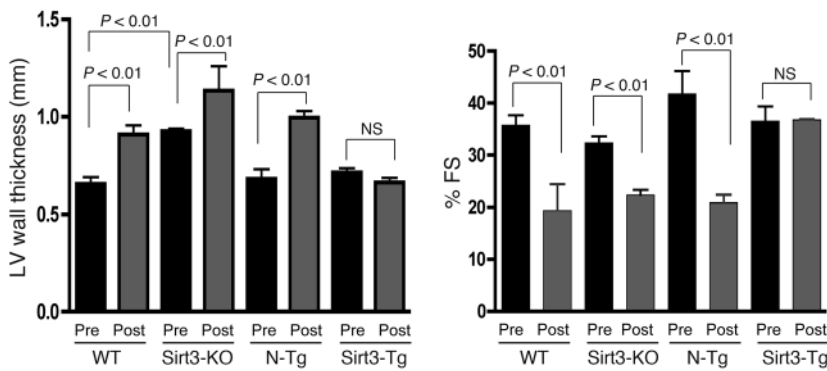 LV wall thickness (mm)
1.5
1.0
0.5
0.0
P < 0.01
P < 0.01
P < 0.01
P < 0.01
NS
Pre Post Pre Post Pre Post Pre Post
WT Sirt3-KO N-Tg Sirt3-Tg
% FS
50
40
30
20
10
0
P < 0.01
P < 0.01
P < 0.01
NS
Pre Post Pre Post Pre Post Pre Post
WT Sirt3-KO N-Tg Sirt3-Tg